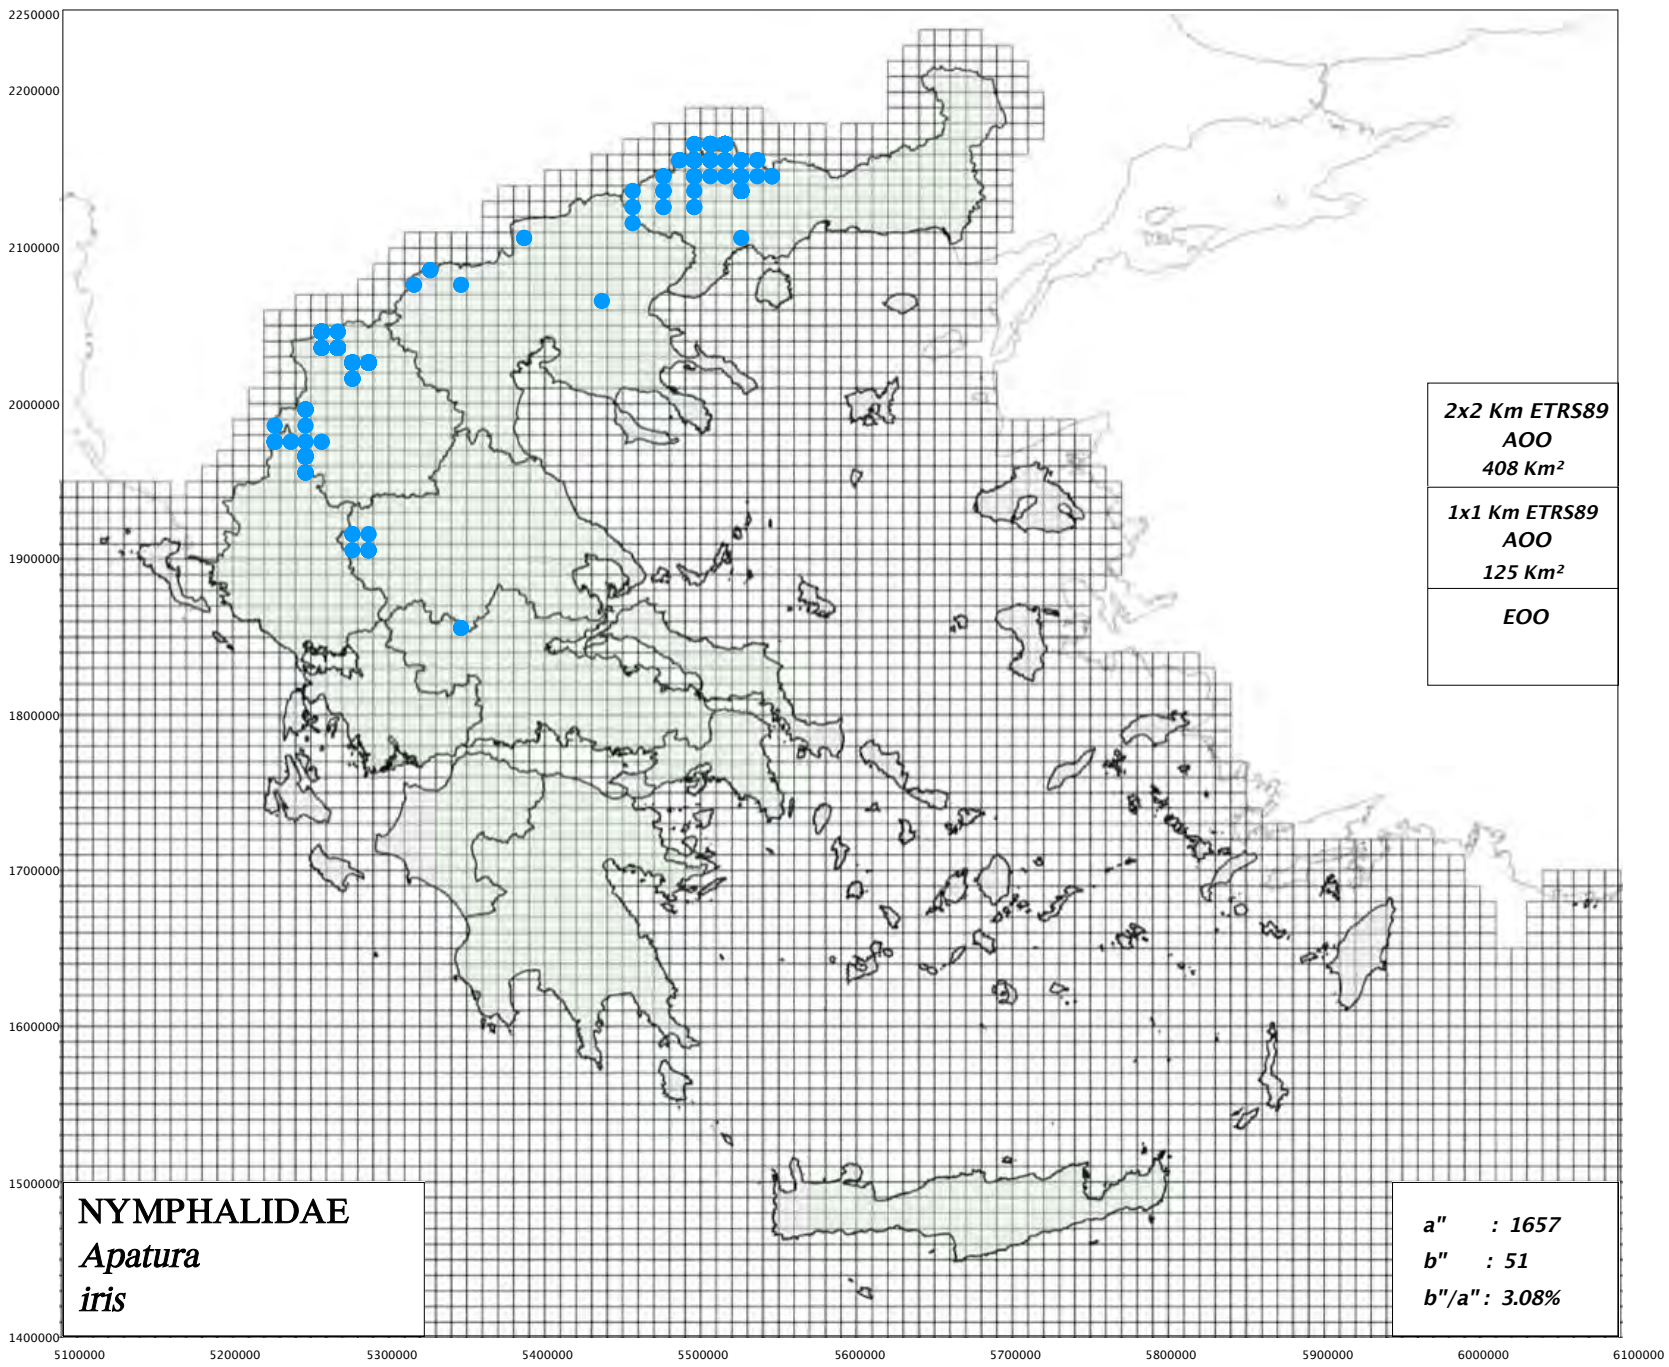 2250000
2200000
2100000
2000000
1900000
1800000
1700000
1600000
1500000
1400000
2x2 Km ETRS89
AOO
408 Km²
1x1 Km ETRS89
AOO
125 Km²
EOO
NYMPHALIDAE
Apatura
iris
a" : 1657
b" : 51
b"/a" : 3.08%
5100000 5200000 5300000 5400000 5500000 5600000 5700000 5800000 5900000 6000000 6100000